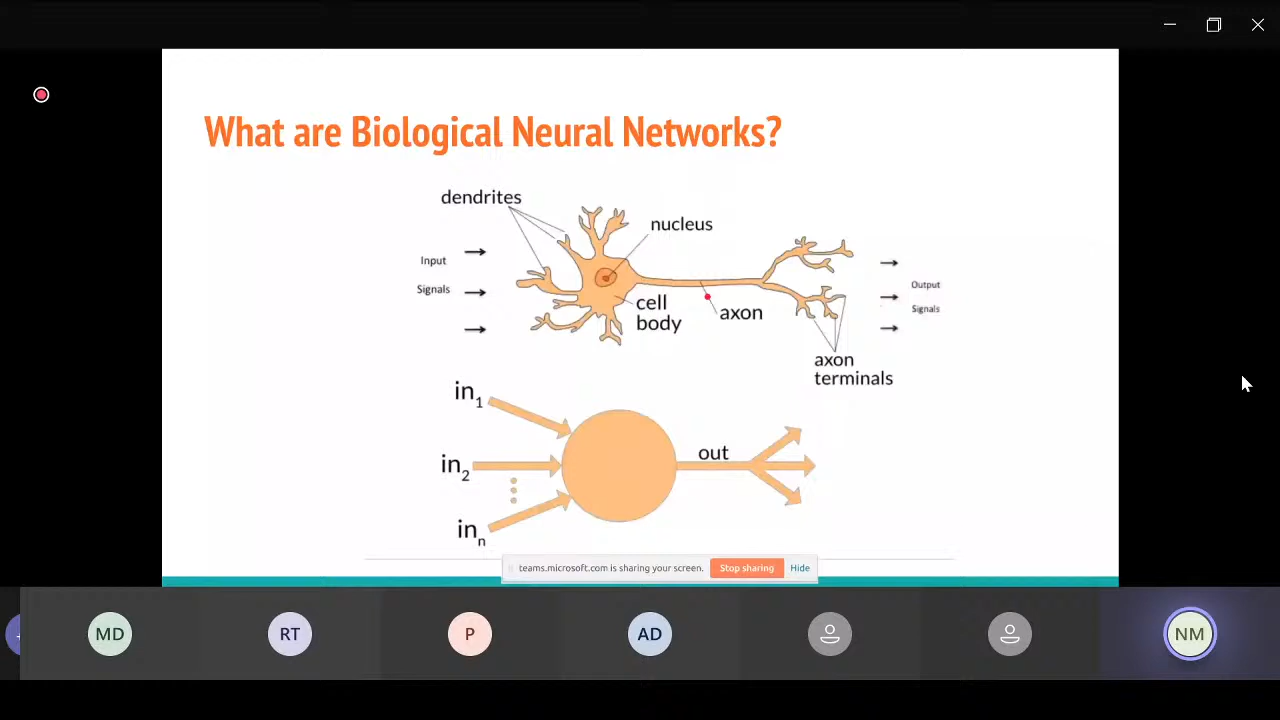 What are Biological Neural Networks?
dendrites
nucleus
Input
Signals
cell
body
axon
Output
Signals
axon
terminals
in1
in2
inn
out
teams.microsoft.com is sharing your screen. Stop sharing Hide
MD RT P AD NM